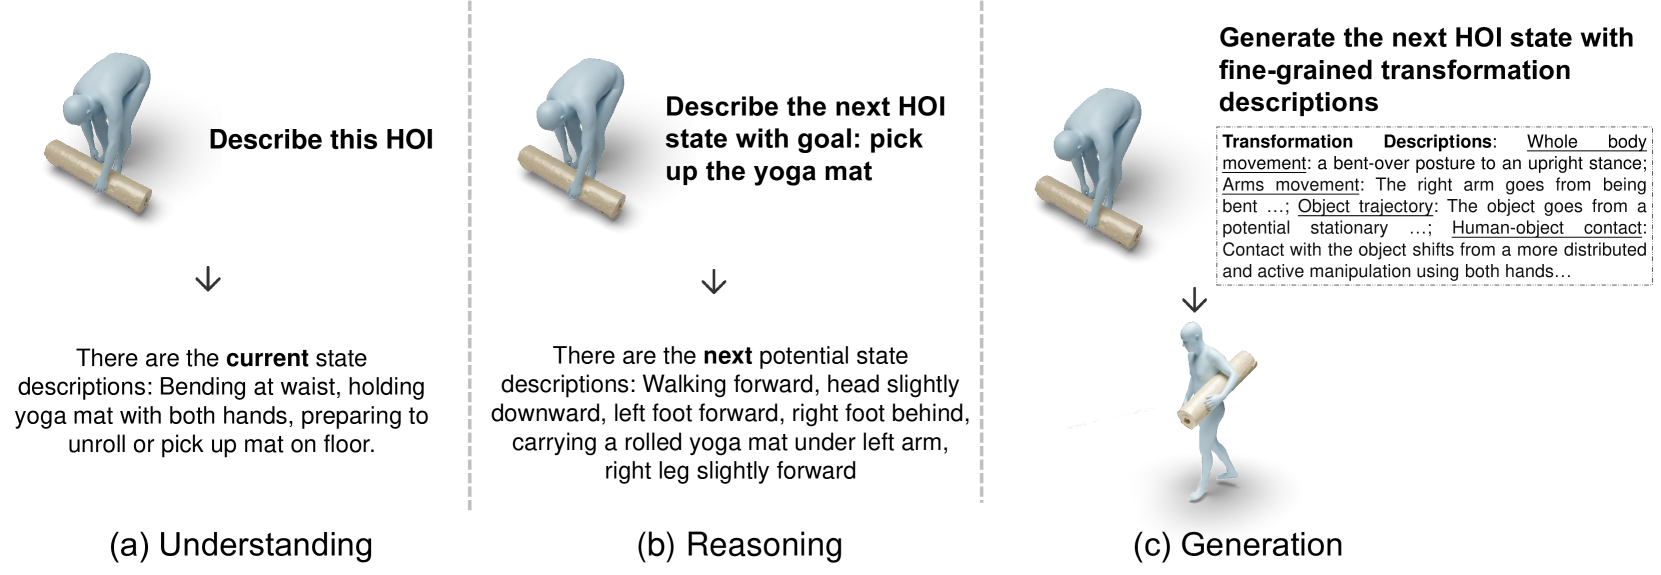 Describe this HOI
There are the current state
descriptions: Bending at waist, holding
yoga mat with both hands, preparing to
unroll or pick up mat on floor.
(a) Understanding
Describe the next HOI
state with goal: pick
up the yoga mat
There are the next potential state
descriptions: Walking forward, head slightly
downward, left foot forward, right foot behind,
carrying a rolled yoga mat under left arm,
right leg slightly forward
(b) Reasoning
Generate the next HOI state with
fine-grained transformation
descriptions
Transformation Descriptions: Whole body
movement: a bent-over posture to an upright stance;
Arms movement: The right arm goes from being
bent …; Object trajectory: The object goes from a
potential stationary …; Human-object contact:
Contact with the object shifts from a more distributed
and active manipulation using both hands…
(c) Generation